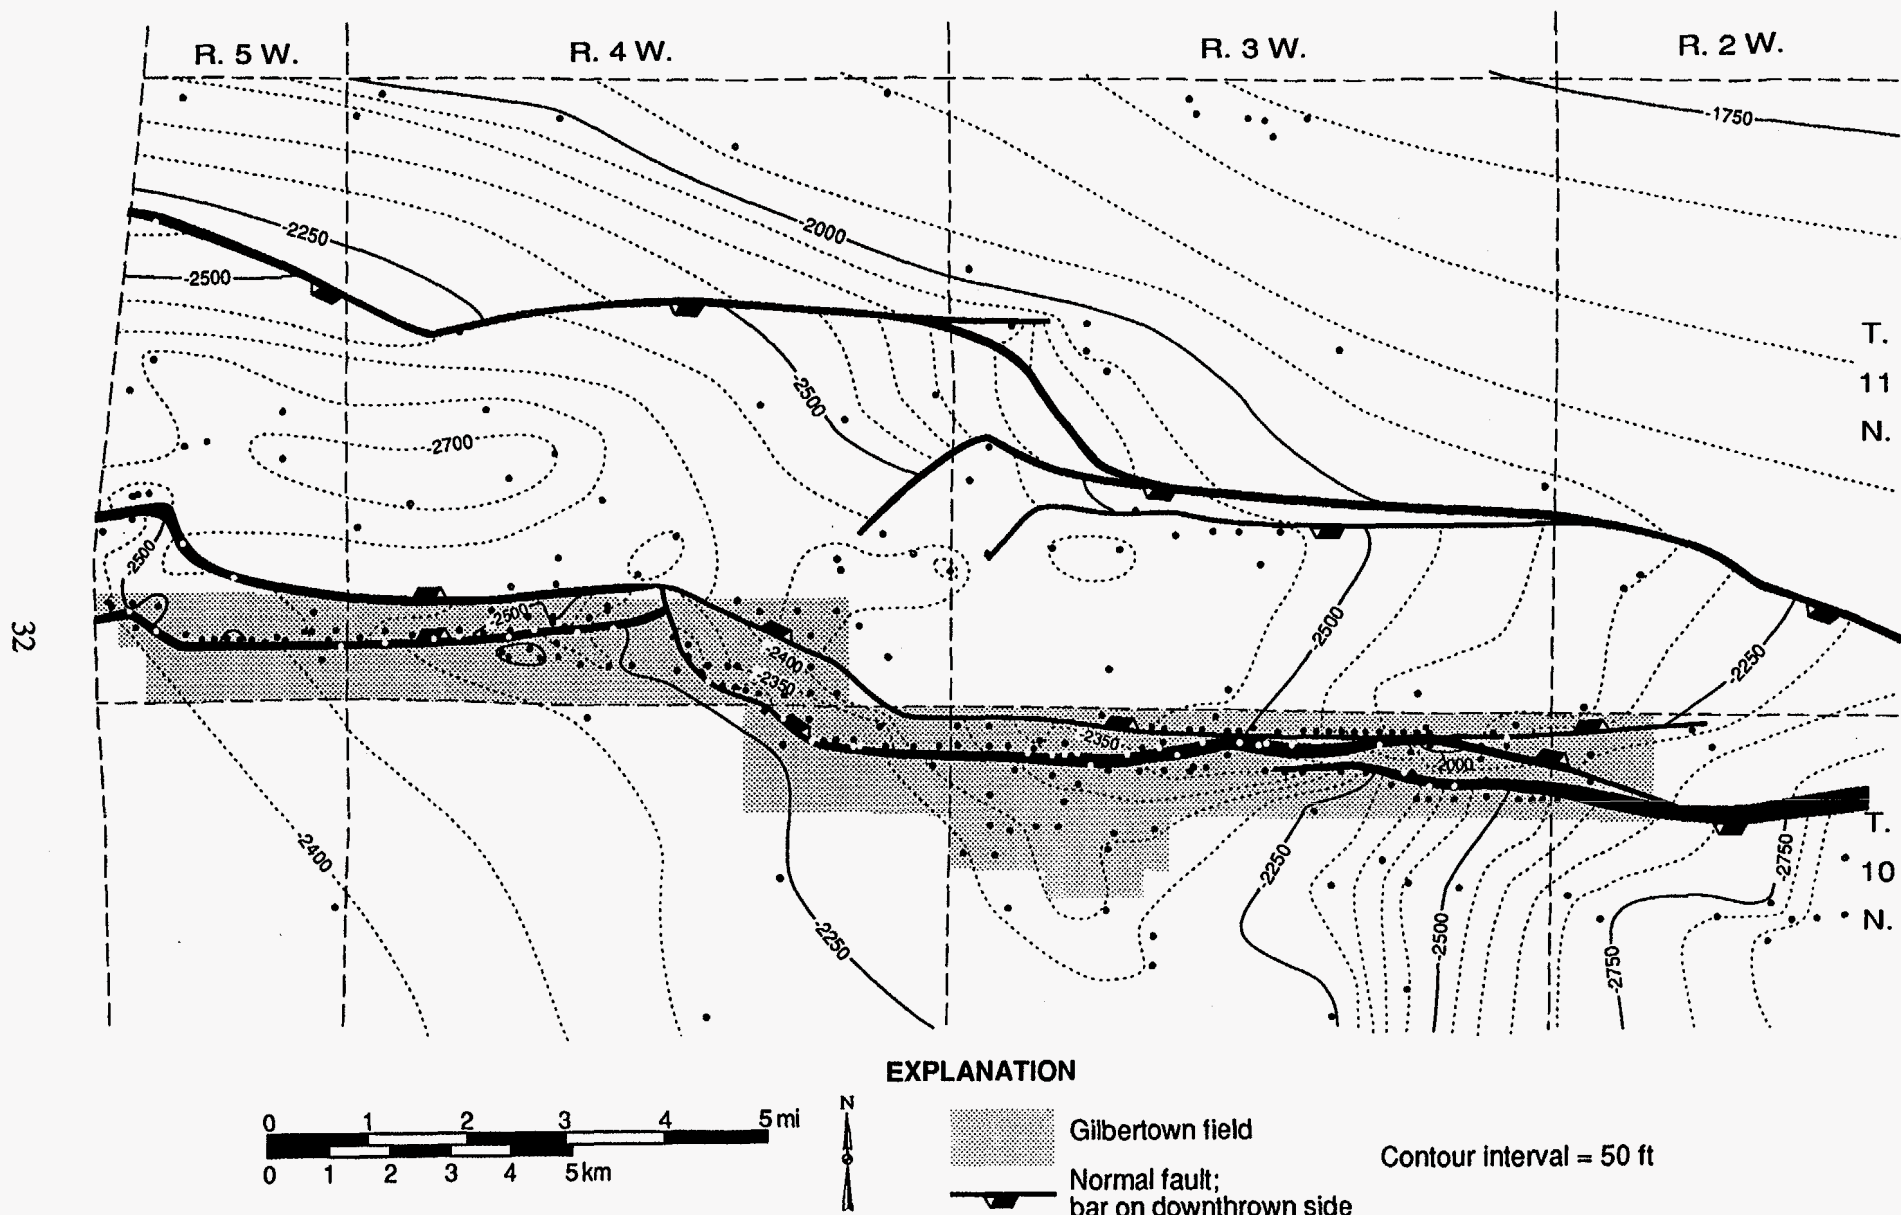 R. 5 W. R. 4 W. R. 3 W. R. 2 W.
-1750
-2250 -2000
-2500
T.
11
N.
-2500
-2700
-2500
-2500
-2500
-2400
-2350
-2250
-2350
-2000
32
-2400
-2250
-2250
-2500
-2750
-2750
T.
10
N.
EXPLANATION
0 1 2 3 4 5 mi
0 1 2 3 4 5 km
N
Gilbertown field
Normal fault;
bar on downthrown side
Contour interval = 50 ft